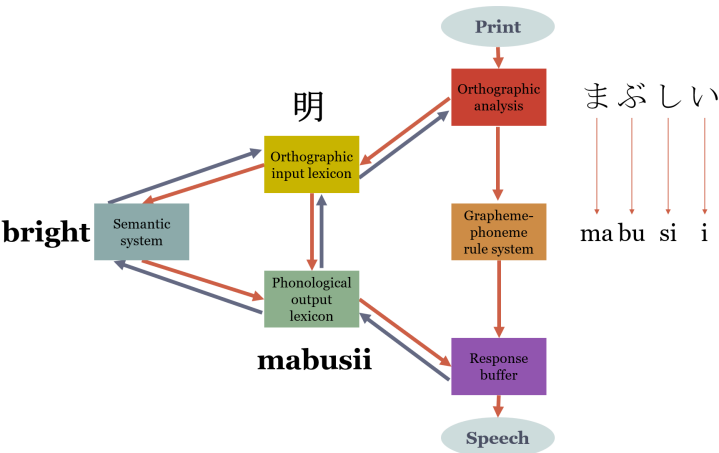 Print
Orthographic
analysis
明
まぶしい
Orthographic
input lexicon
bright
Semantic
system
Grapheme-
phoneme
rule system
ma bu si i
Phonological
output
lexicon
mabusii
Response
buffer
Speech